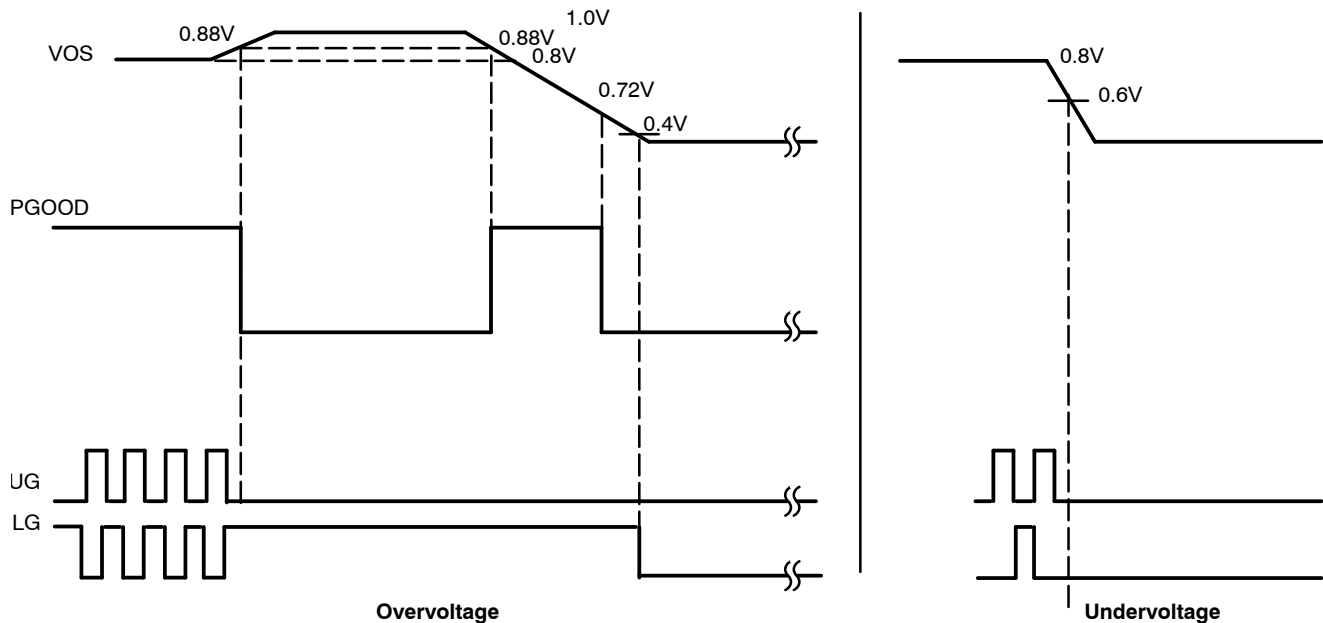 1.0V
0.88V
0.88V
VOS
0.8V
0.8V
0.72V
0.6V
0.4V
PGOOD
UG
LG
Overvoltage
Undervoltage